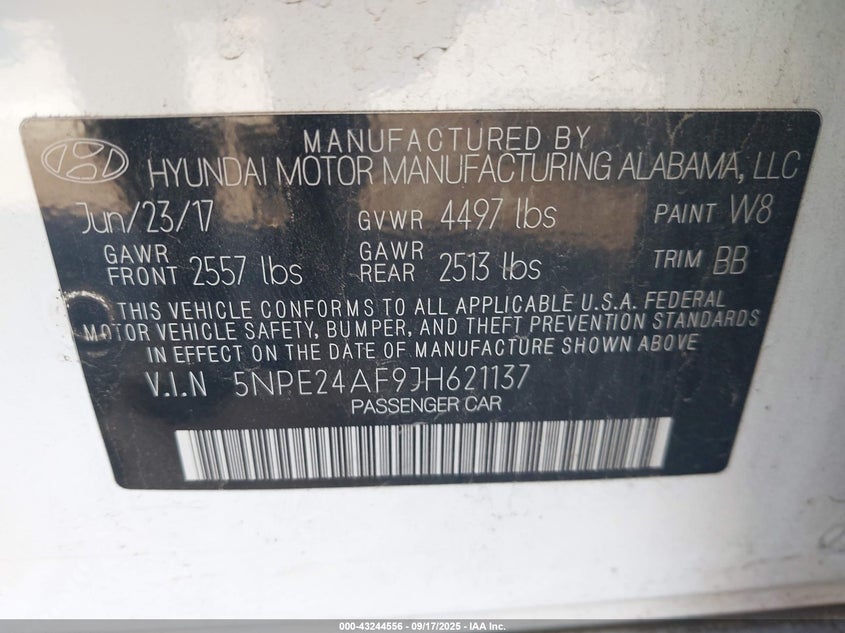 MANUFACTURED BY
HYUNDAI MOTOR MANUFACTURING ALABAMA, LLC
Jun/23/17 GVWR 4497 lbs PAINT W8
GAWR FRONT 2557 lbs GAWR REAR 2513 lbs TRIM BB
THIS VEHICLE CONFORMS TO ALL APPLICABLE U.S.A. FEDERAL
MOTOR VEHICLE SAFETY, BUMPER, AND THEFT PREVENTION STANDARDS
IN EFFECT ON THE DATE OF MANUFACTURE SHOWN ABOVE
V.I.N 5NPE24AF9JH621137
PASSENGER CAR
000-43244556 - 09/17/2025 - IAA Inc.